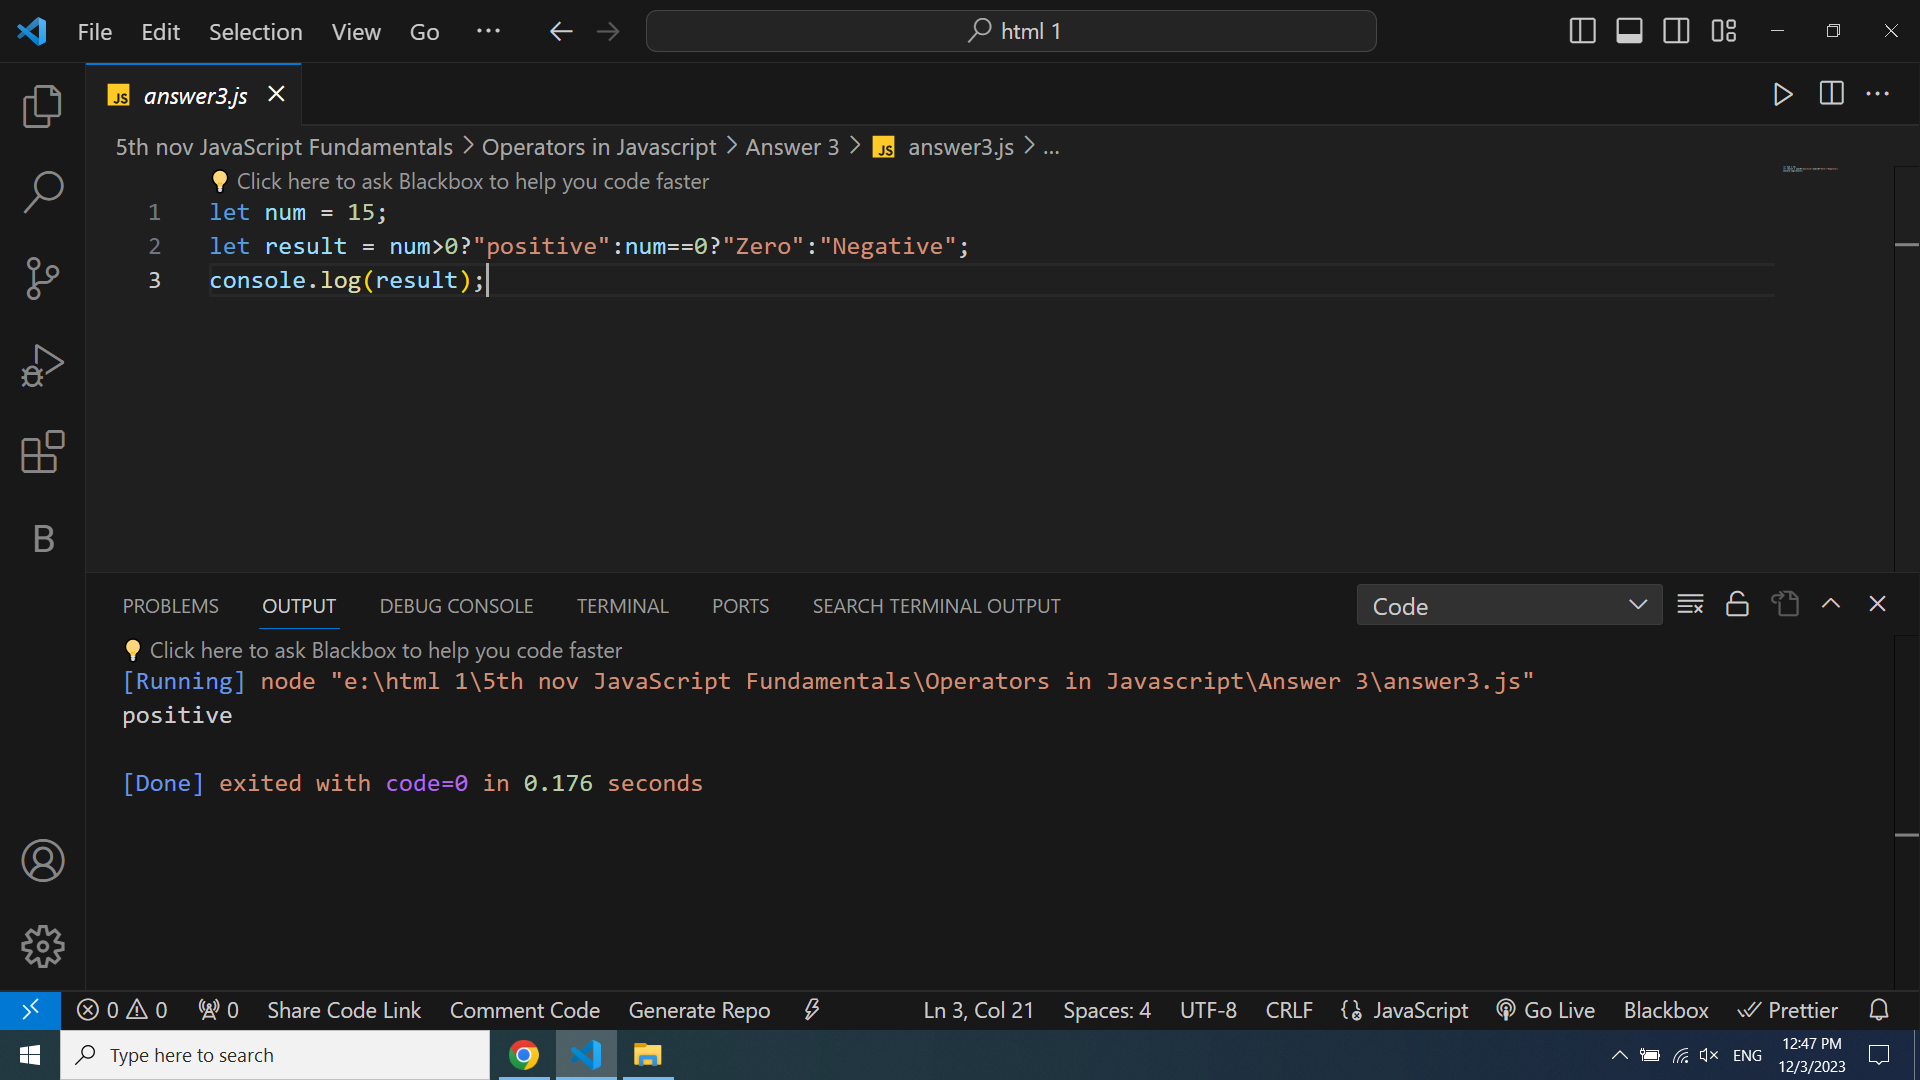 File Edit Selection View Go ··· html 1
JS answer3.js
5th nov JavaScript Fundamentals > Operators in Javascript > Answer 3 > JS answer3.js > ...
Click here to ask Blackbox to help you code faster
1 let num = 15;
2 let result = num>0?"positive":num==0?"Zero":"Negative";
3 console.log(result);
B
PROBLEMS OUTPUT DEBUG CONSOLE TERMINAL PORTS SEARCH TERMINAL OUTPUT Code
Click here to ask Blackbox to help you code faster
[Running] node "e:\html 1\5th nov JavaScript Fundamentals\Operators in Javascript\Answer 3\answer3.js"
positive
[Done] exited with code=0 in 0.176 seconds
0 0 0 Share Code Link Comment Code Generate Repo Ln 3, Col 21 Spaces: 4 UTF-8 CRLF {} JavaScript Go Live Blackbox Prettier
Type here to search ENG 12:47 PM
12/3/2023